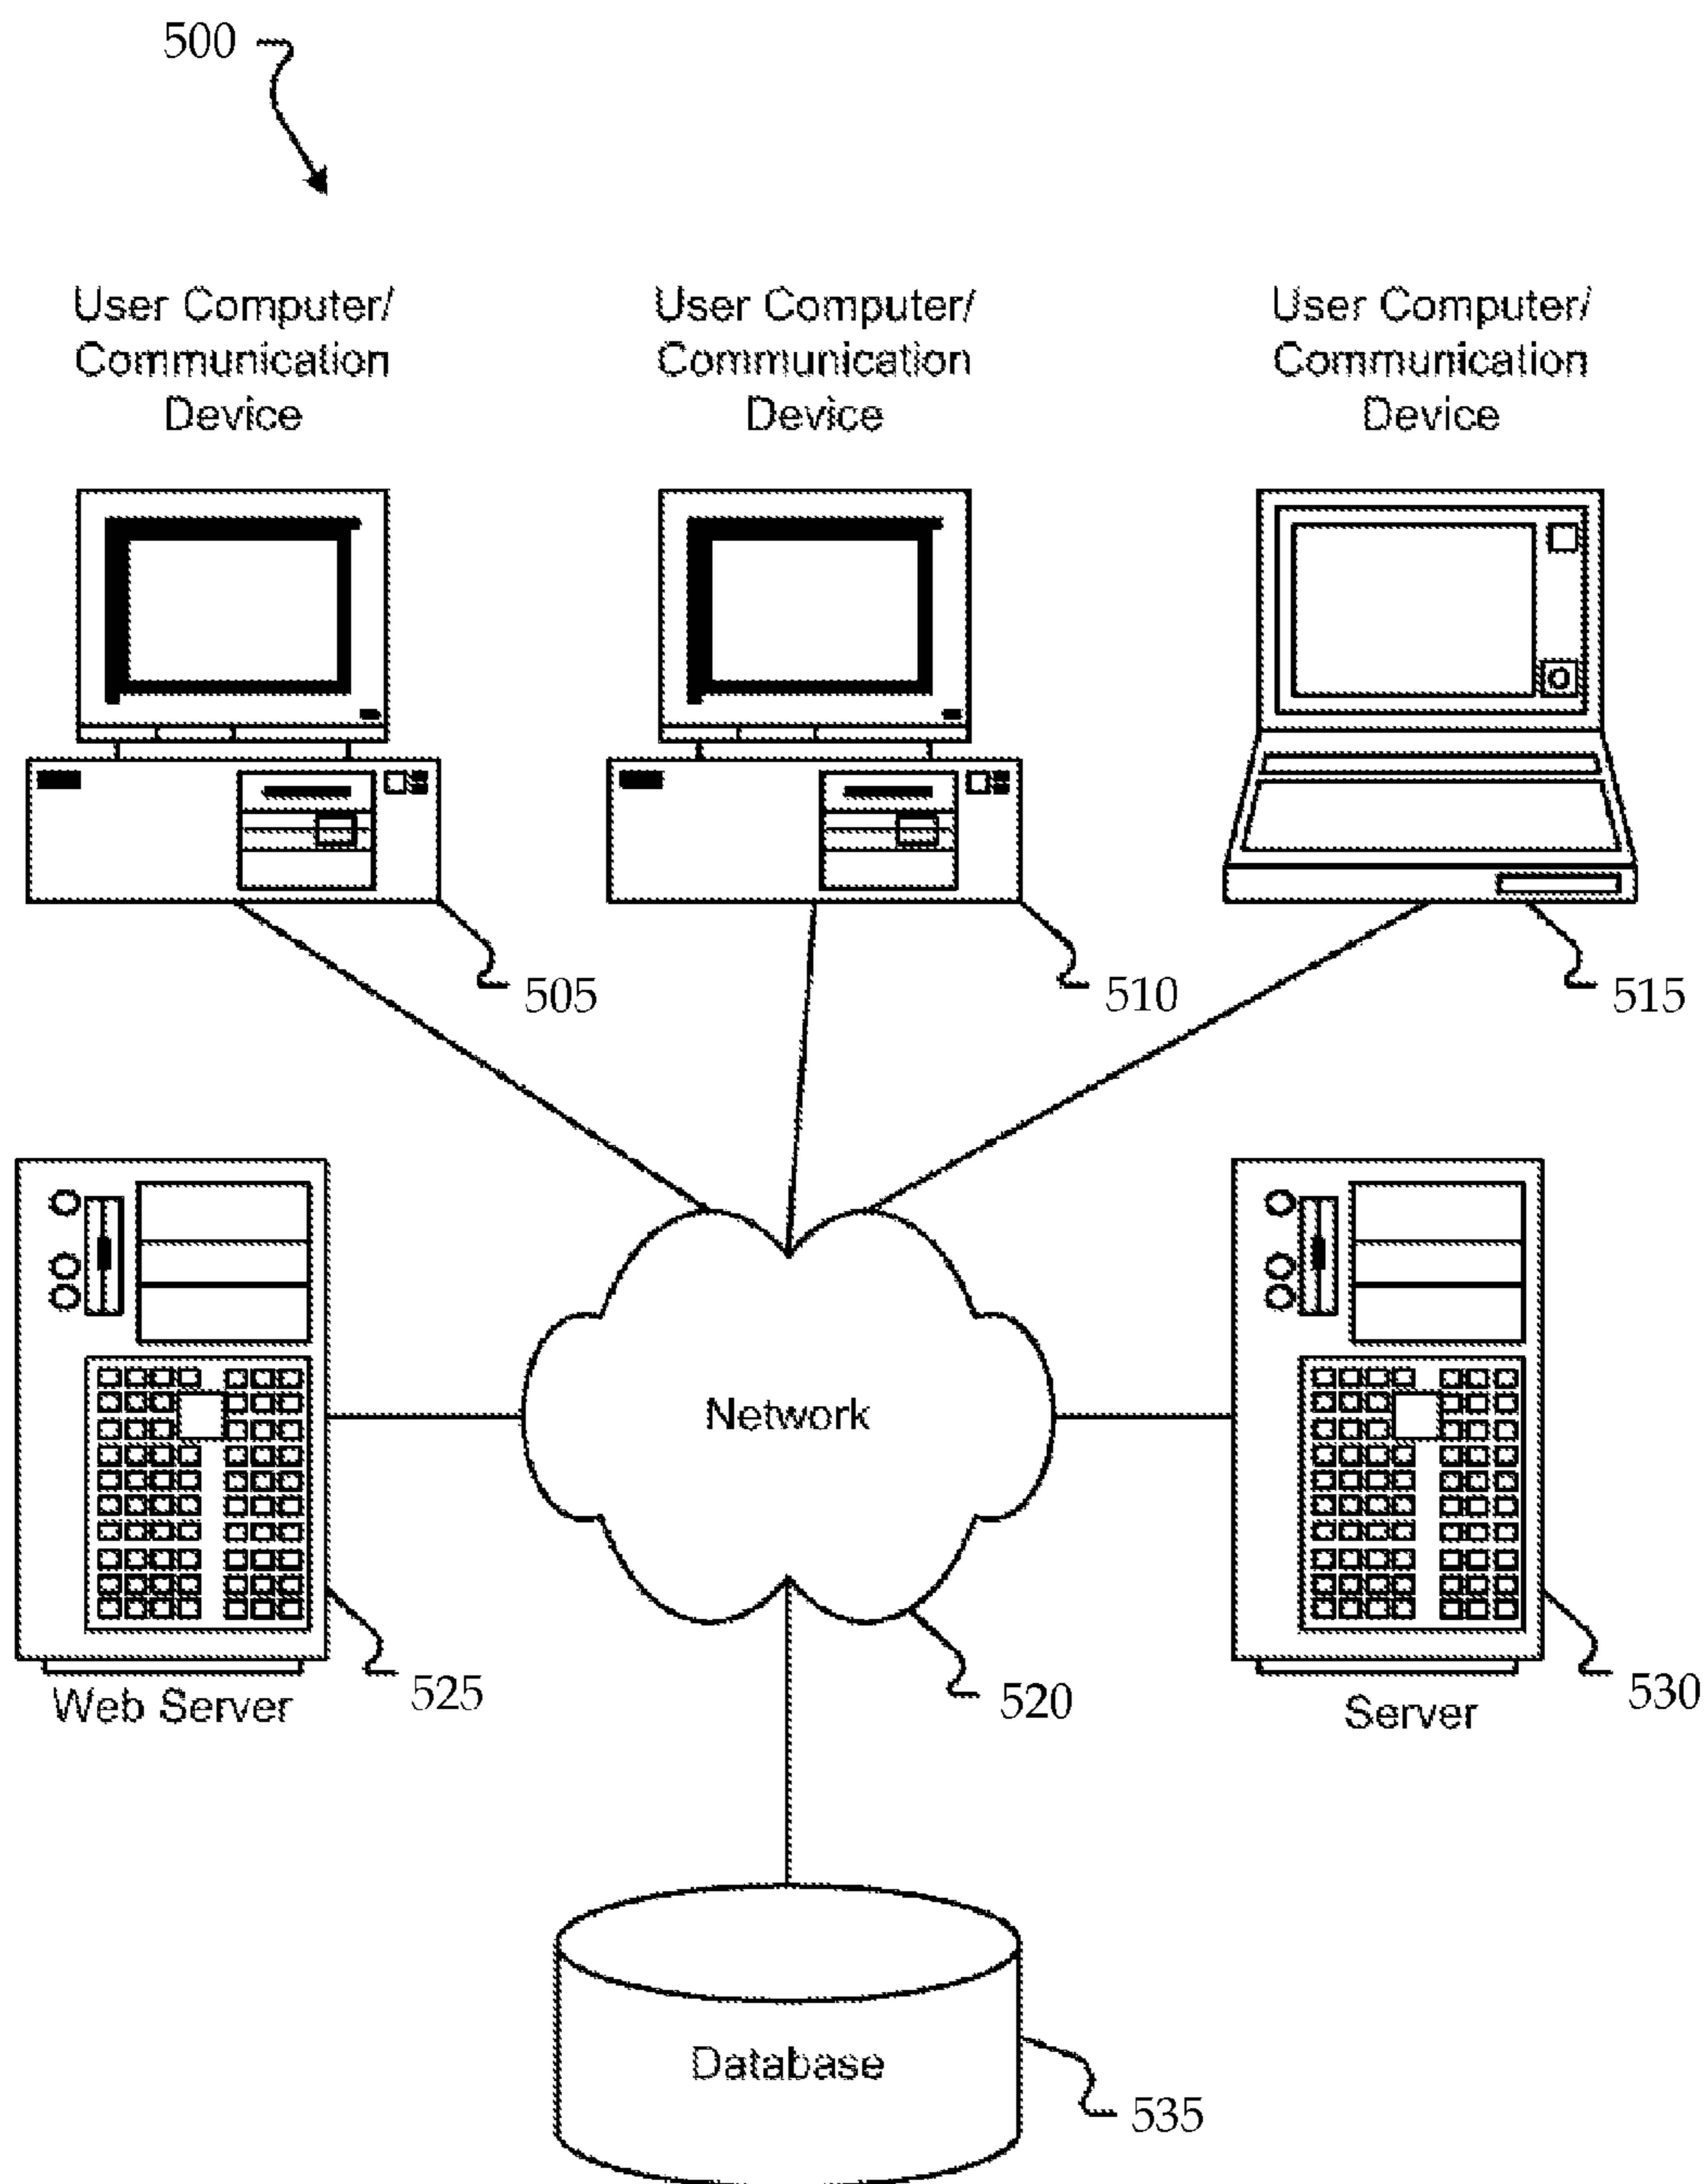 500
User Computer/
Communication
Device
User Computer/
Communication
Device
User Computer/
Communication
Device
505
510
515
Network
525
520
530
Web Server
Server
Database
535